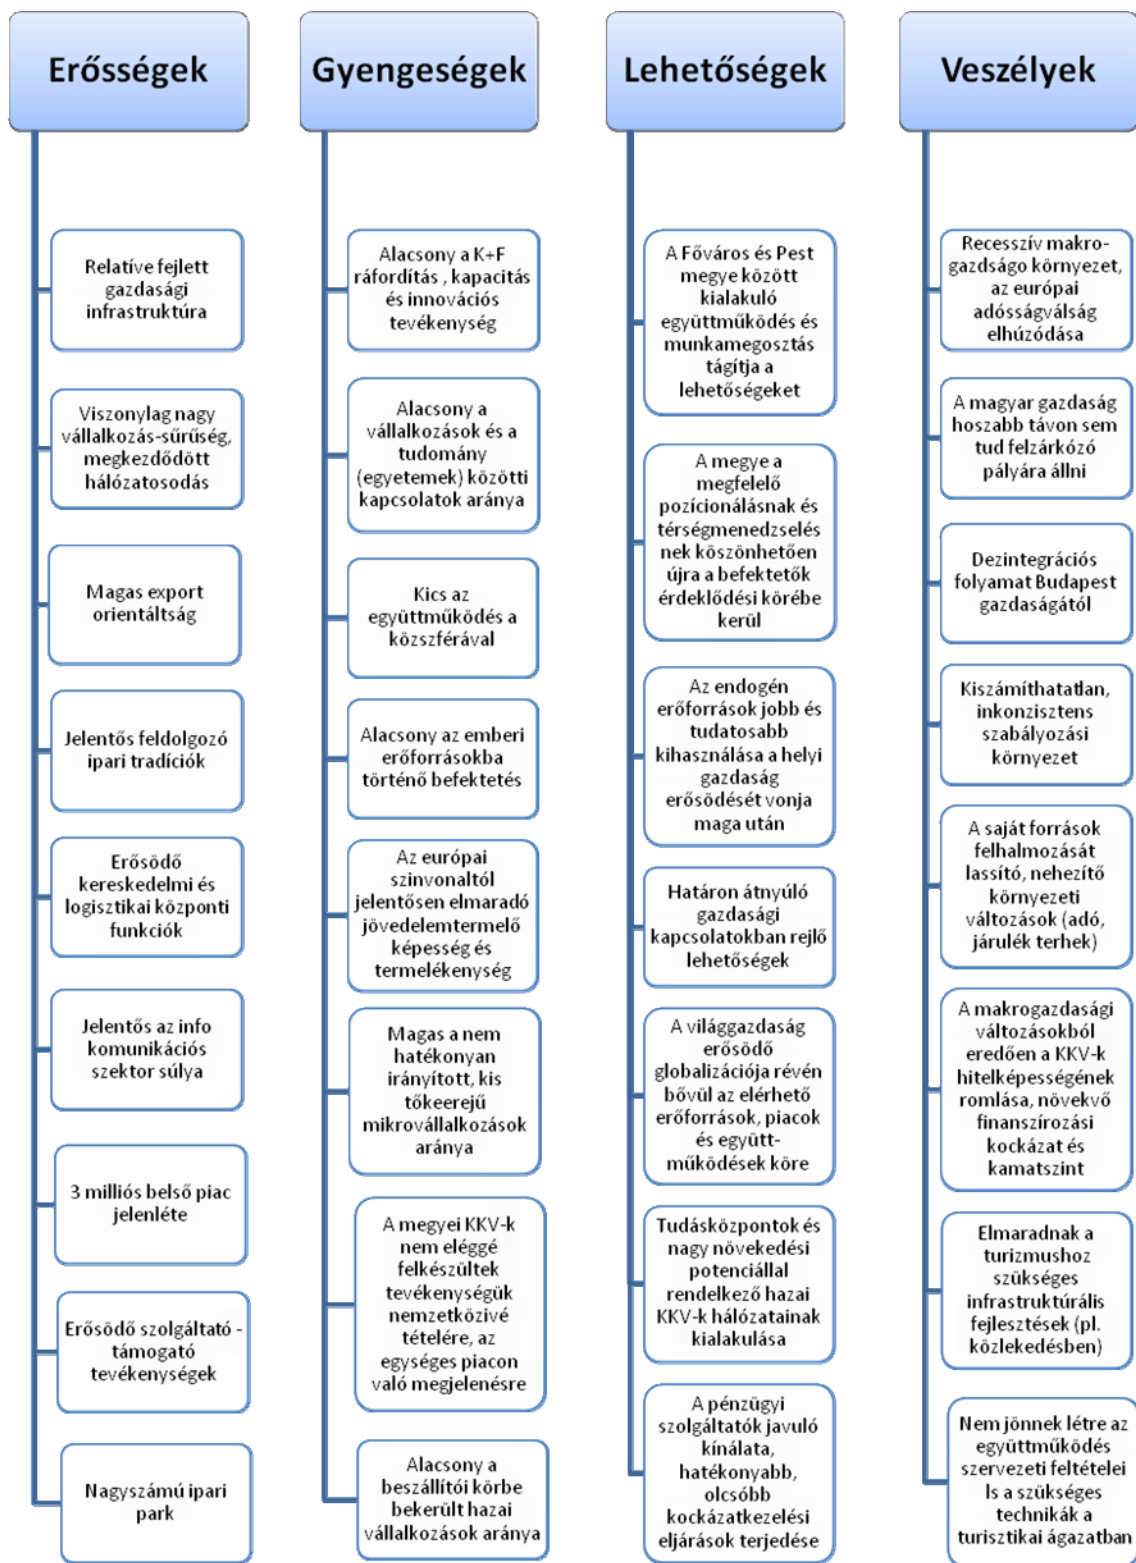 Erősségek
Relatíve fejlett
gazdasági
infrastruktúra
Viszonylag nagy
vállalkozás-sűrűség,
megkezdődött
hálózatosodás
Magas export
orientáltság
Jelentős feldolgozó
ipari tradíciók
Erősödő
kereskedelmi és
logisztikai központi
funkciók
Jelentős az info
komunikációs
szektor súlya
3 milliós belső piac
jelenléte
Erősödő szolgáltató -
támogató
tevékenységek
Nagyszámú ipari
park
Gyengeségek
Alacsony a K+F
ráfordítás , kapacitás
és innovációs
tevékenység
Alacsony a
vállalkozások és a
tudomány
(egyetemek) közötti
kapcsolatok aránya
Kics az
együttműködés a
közszférával
Alacsony az emberi
erőforrásokba
történő befektetés
Az európai
szinvonaltól
jelentősen elmaradó
jövedelemtermelő
képesség és
termelékenység
Magas a nem
hatékonyan
irányított, kis
tőkeerejű
mikrovállalkozások
aránya
A megyei KKV-k
nem eléggé
felkészültek
tevékenységük
nemzetközivé
tételére, az
egységes piacon
való megjelenésre
Alacsony a
beszállítói körbe
bekerült hazai
vállalkozások aránya
Lehetőségek
A Főváros és Pest
megye között
kialakuló
együttműködés és
munkamegosztás
tágítja a
lehetőségeket
A megye a
megfelelő
pozícionálásnak és
térségmenedzselés
nek köszönhetően
újra a befektetők
érdeklődési körébe
kerül
Az endogén
erőforrások jobb és
tudatosabb
kihasználása a helyi
gazdaság
erősödését vonja
maga után
Határon átnyúló
gazdasági
kapcsolatokban rejlő
lehetőségek
A világgazdaság
erősödő
globalizációja révén
bővül az elérhető
erőforrások, piacok
és együtt-
működések köre
Tudásközpontok és
nagy növekedési
potenciállal
rendelkező hazai
KKV-k hálózatainak
kialakulása
A pénzügyi
szolgáltatók javuló
kínálata,
hatékonyabb,
olcsóbb
kockázatkezelési
eljárások terjedése
Veszélyek
Recesszív makro-
gazdságo környezet,
az európai
adósságválság
elhúzódása
A magyar gazdaság
hoszabb távon sem
tud felzárkózó
pályára állni
Dezintegrációs
folyamat Budapest
gazdaságától
Kiszámíthatatlan,
inkonzisztens
szabályozási
környezet
A saját források
felhalmozását
lassító, nehezítő
környezeti
változások (adó,
járulék terhek)
A makrogazdasági
változásokból
eredően a KKV-k
hitelképességének
romlása, növekvő
finanszírozási
kockázat és
kamatszint
Elmaradnak a
turizmushoz
szükséges
infrastruktúrális
fejlesztések (pl.
közlekedésben)
Nem jönnek létre az
együttműködés
szervezeti feltételei
Is a szükséges
technikák a
turisztikai ágazatban